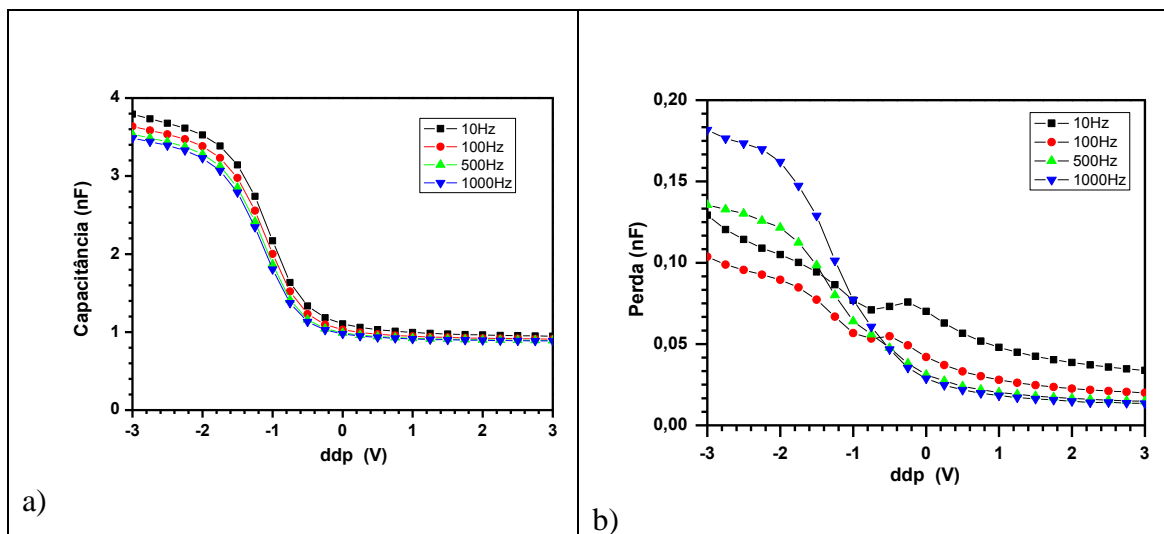 4
3
2
1
0
Capacitância (nF)
-3 -2 -1 0 1 2 3
ddp (V)
10Hz
100Hz
500Hz
1000Hz
a)
0,20
0,15
0,10
0,05
0,00
Perda (nF)
-3 -2 -1 0 1 2 3
ddp (V)
10Hz
100Hz
500Hz
1000Hz
b)